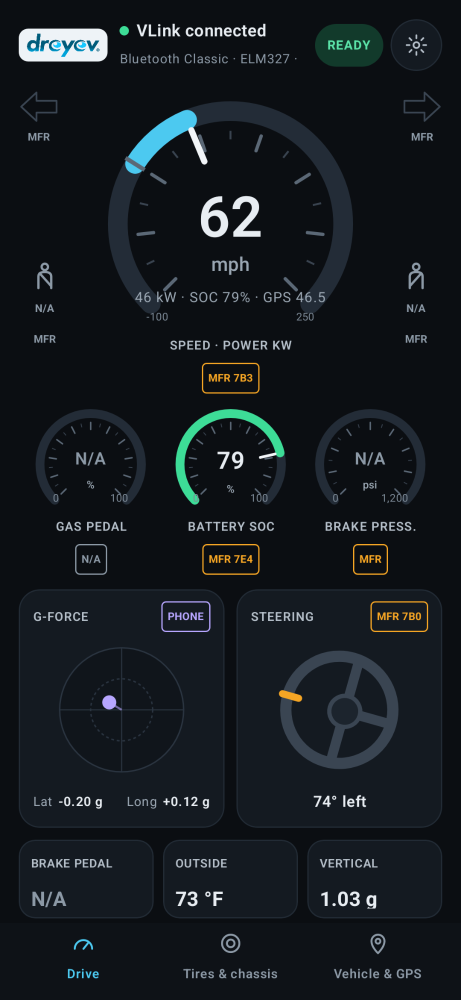 dreyev.
VLink connected
Bluetooth Classic · ELM327 ·
READY
MFR
MFR
62
mph
46 kW · SOC 79% · GPS 46.5
-100
250
N/A
N/A
MFR
MFR
SPEED · POWER KW
MFR 7B3
N/A
%
0
100
79
%
100
N/A
psi
0
1,200
GAS PEDAL
BATTERY SOC
BRAKE PRESS.
N/A
MFR 7E4
MFR
G-FORCE
PHONE
Lat -0.20 g
Long +0.12 g
STEERING
MFR 7B0
74° left
BRAKE PEDAL
N/A
OUTSIDE
73 °F
VERTICAL
1.03 g
Drive
Tires & chassis
Vehicle & GPS